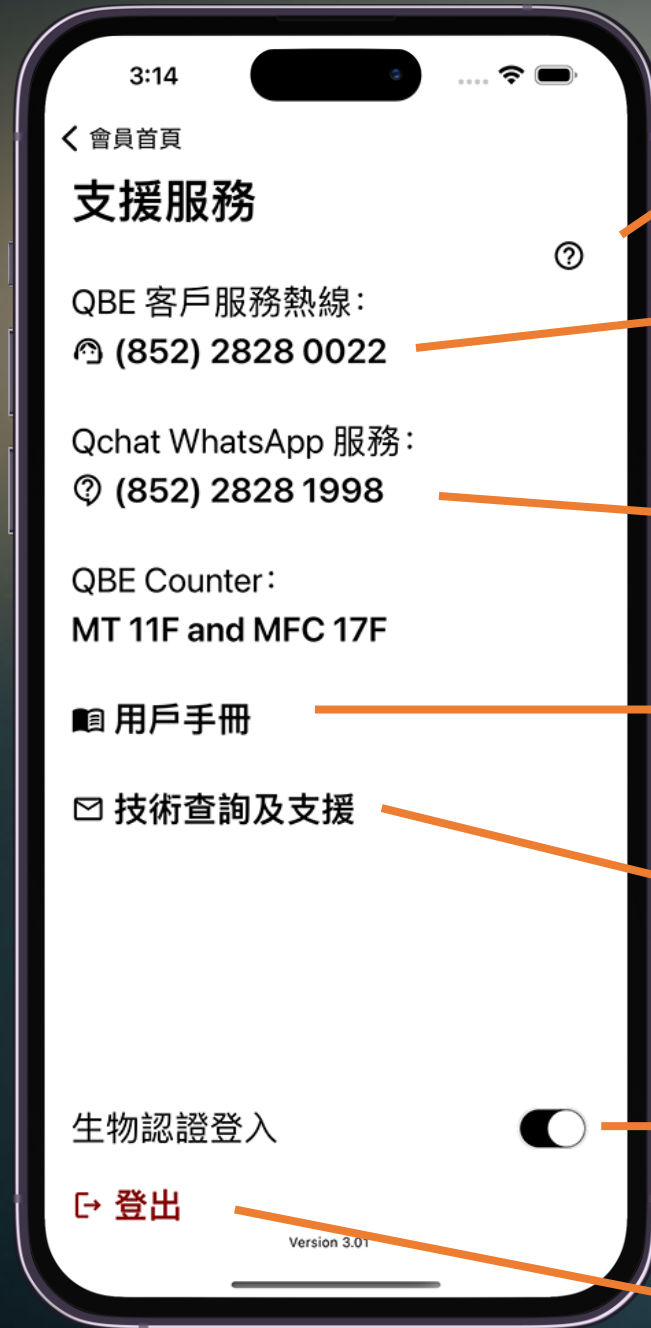 3:14
會員首頁
支援服務
QBE 客戶服務熱線：
(852) 2828 0022
Qchat WhatsApp 服務：
(852) 2828 1998
QBE Counter：
MT 11F and MFC 17F
用戶手冊
技術查詢及支援
生物認證登入
登出
Version 3.01